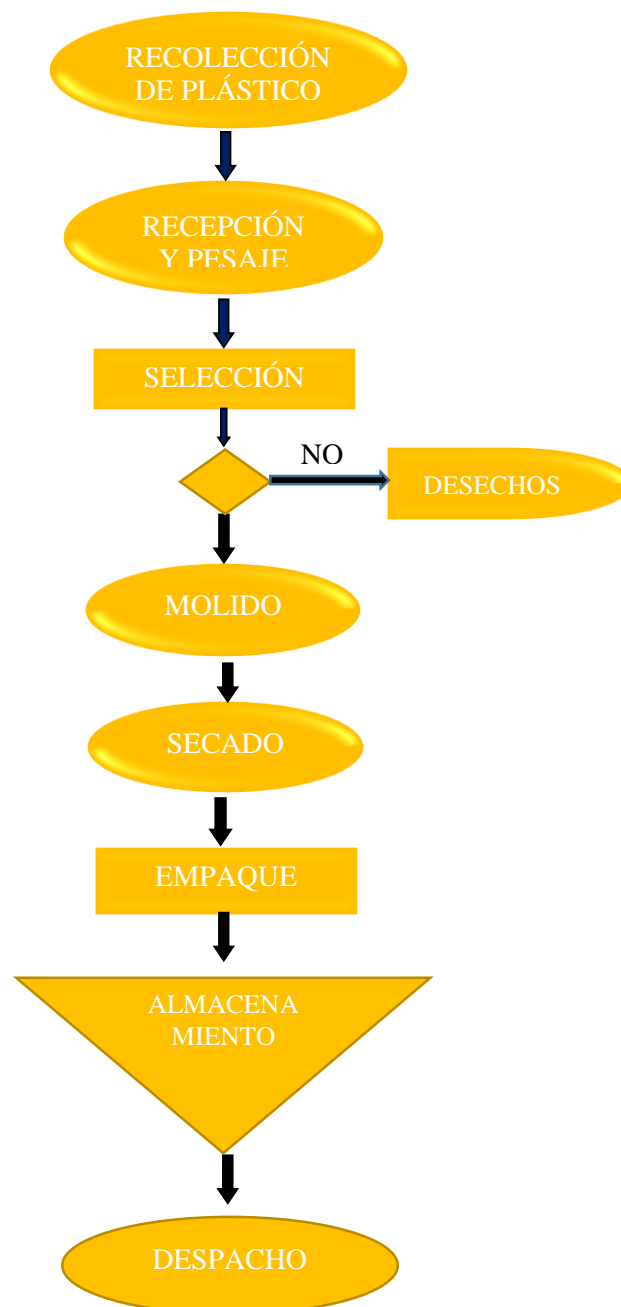 RECOLECCIÓN
DE PLÁSTICO
RECEPCIÓN
Y PESAJE
SELECCIÓN
NO
DESECHOS
MOLIDO
SECADO
EMPAQUE
ALMACENA
MIENTO
DESPACHO